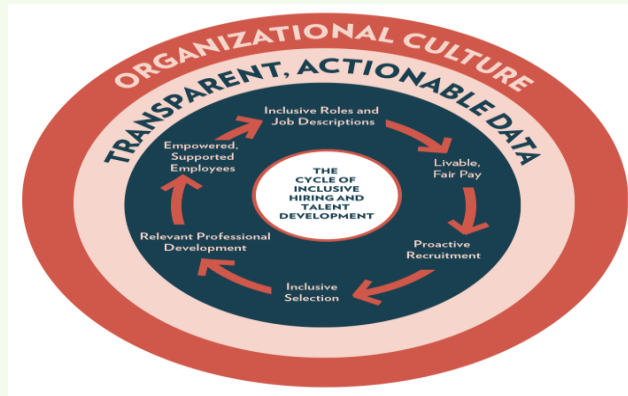 ORGANIZATIONAL CULTURE
TRANSPARENT, ACTIONABLE DATA
Inclusive Roles and
Job Descriptions
Livable,
Fair Pay
Proactive
Recruitment
Inclusive
Selection
Relevant Professional
Development
Empowered,
Supported
Employees
THE
CYCLE OF
INCLUSIVE
HIRING AND
TALENT
DEVELOPMENT